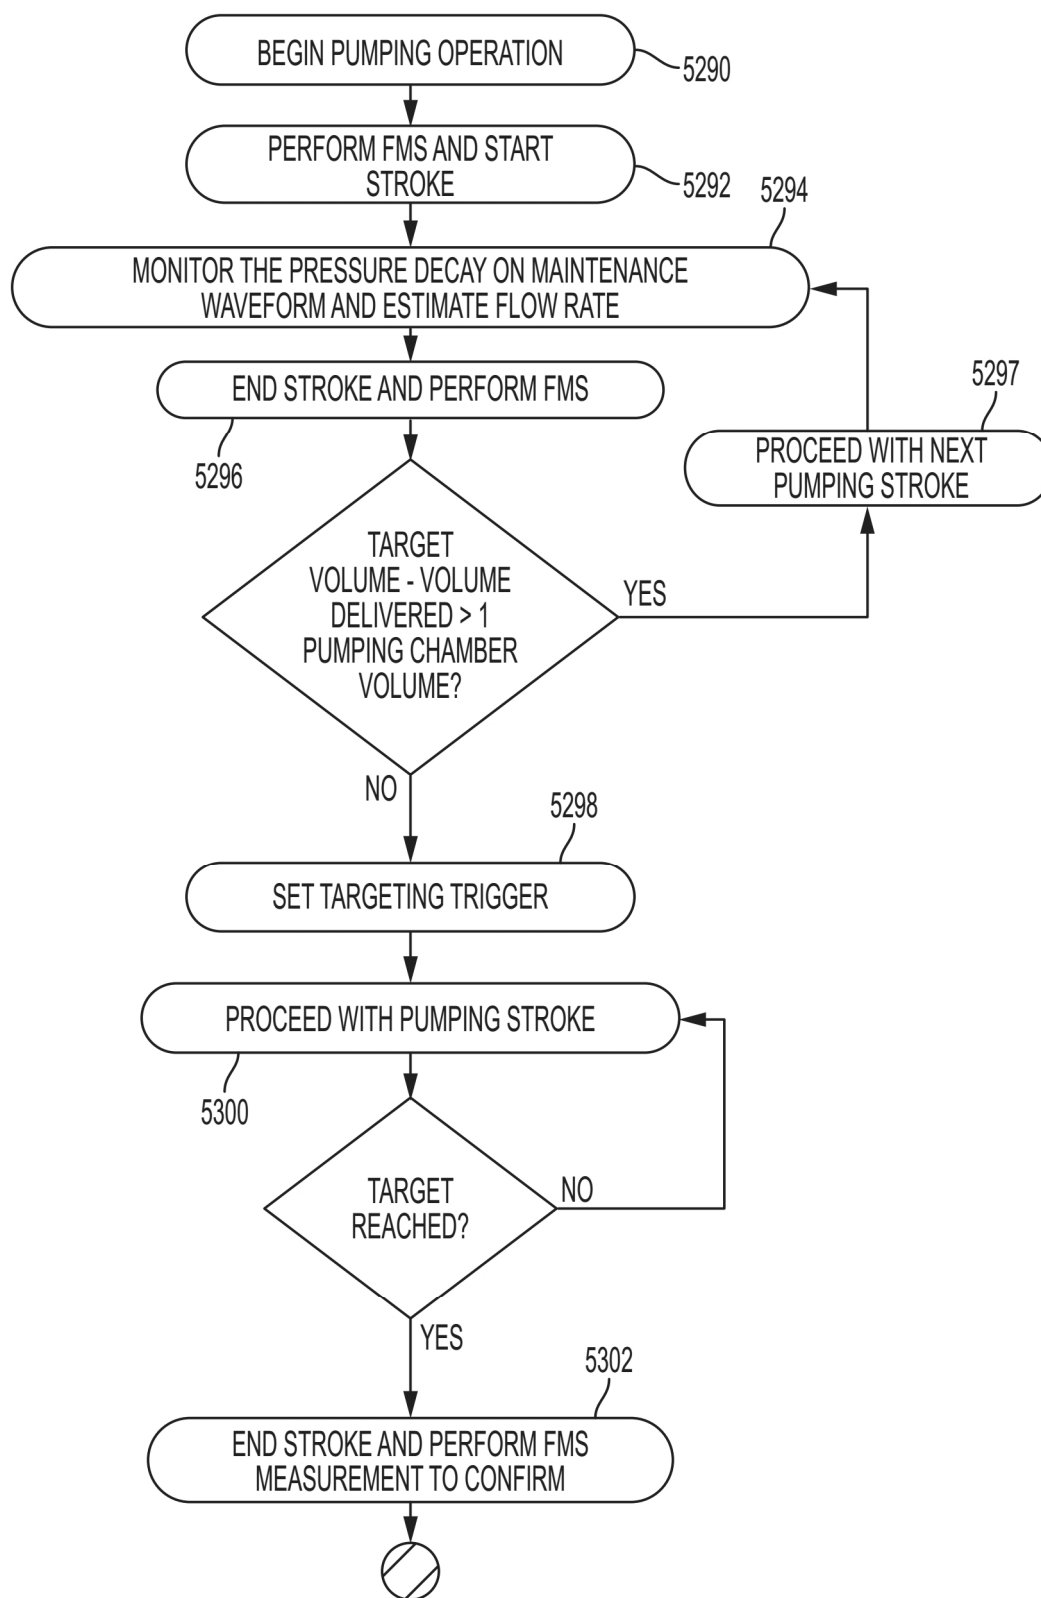 BEGIN PUMPING OPERATION
5290
PERFORM FMS AND START
STROKE
5292
5294
MONITOR THE PRESSURE DECAY ON MAINTENANCE
WAVEFORM AND ESTIMATE FLOW RATE
END STROKE AND PERFORM FMS
5296
5297
PROCEED WITH NEXT
PUMPING STROKE
TARGET
VOLUME - VOLUME
DELIVERED > 1
PUMPING CHAMBER
VOLUME?
YES
NO
5298
SET TARGETING TRIGGER
PROCEED WITH PUMPING STROKE
5300
TARGET
REACHED?
NO
YES
5302
END STROKE AND PERFORM FMS
MEASUREMENT TO CONFIRM